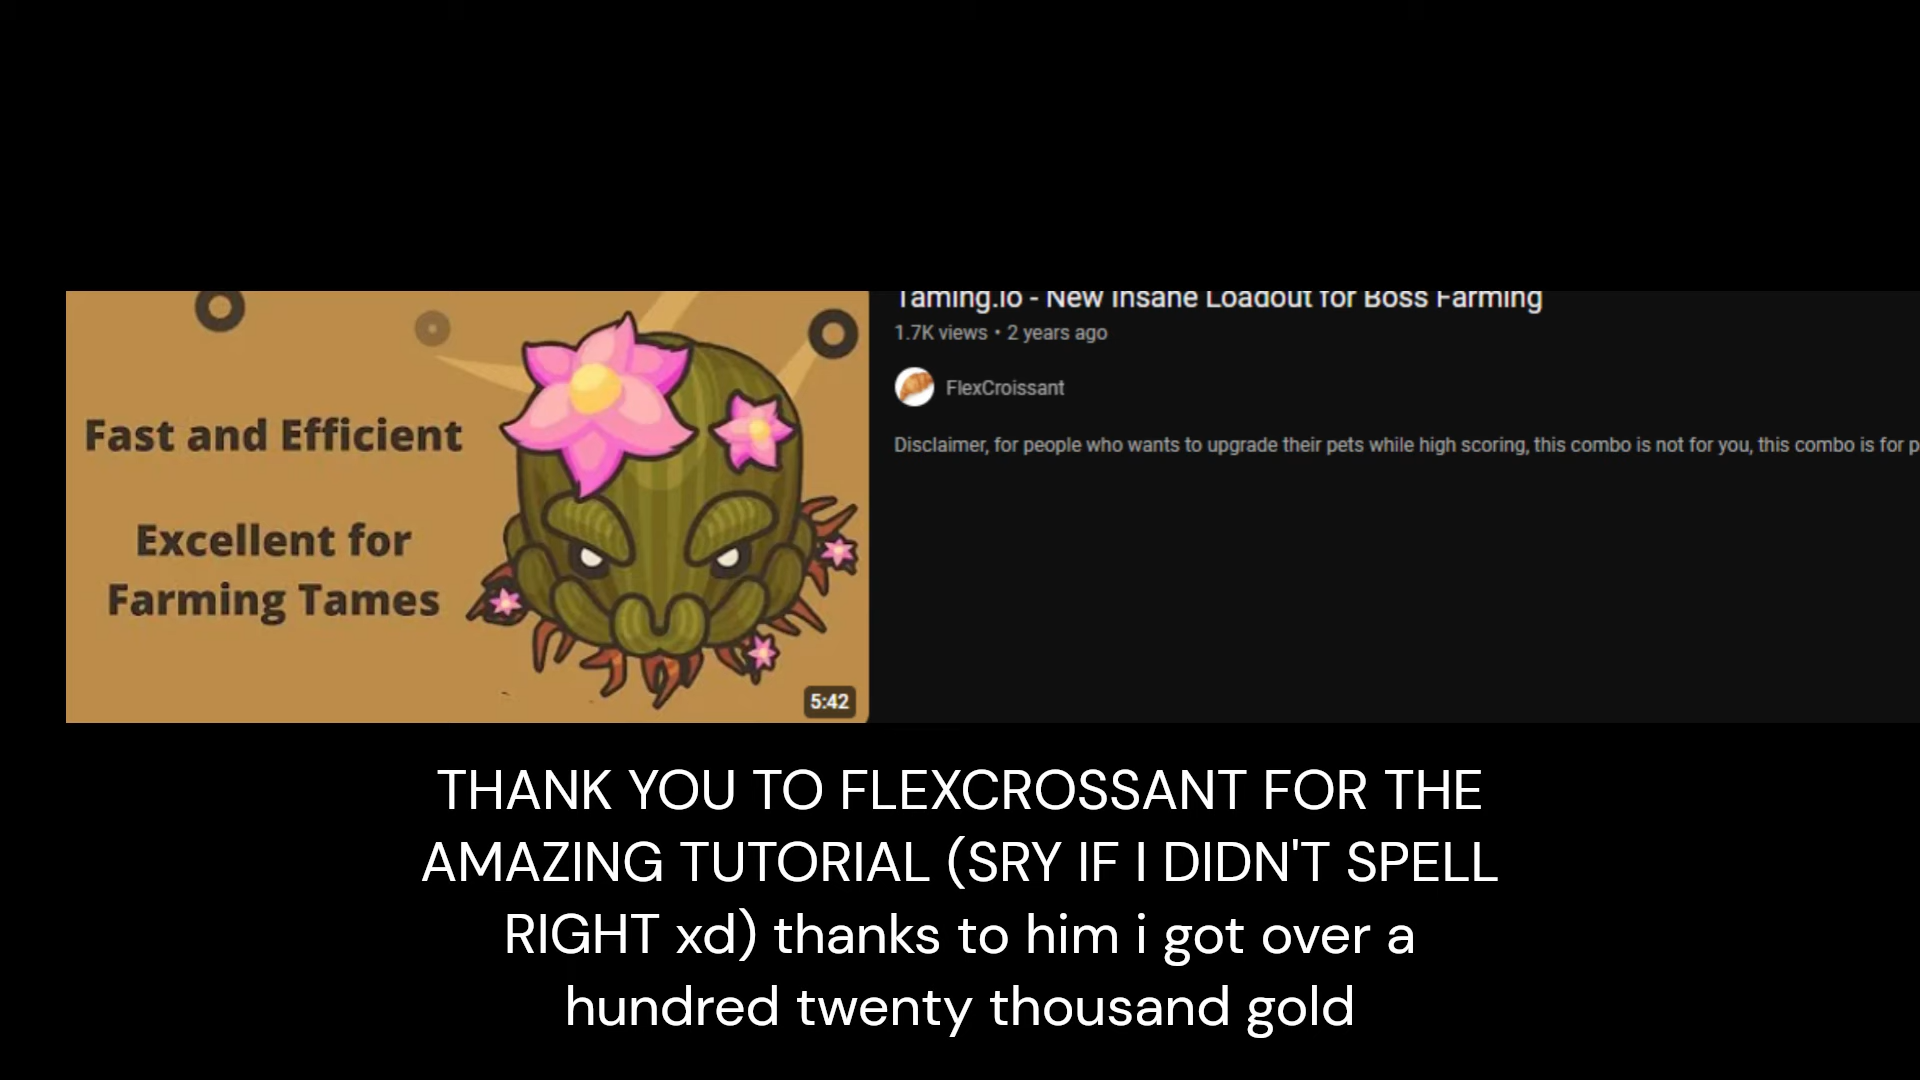 Taming.io - New Insane Loadout for Boss Farming
1.7K views • 2 years ago
FlexCroissant
Disclaimer, for people who wants to upgrade their pets while high scoring, this combo is not for you, this combo is for p
Fast and Efficient
Excellent for
Farming Tames
5:42
THANK YOU TO FLEXCROSSANT FOR THE
AMAZING TUTORIAL (SRY IF I DIDN'T SPELL
RIGHT xd) thanks to him i got over a
hundred twenty thousand gold